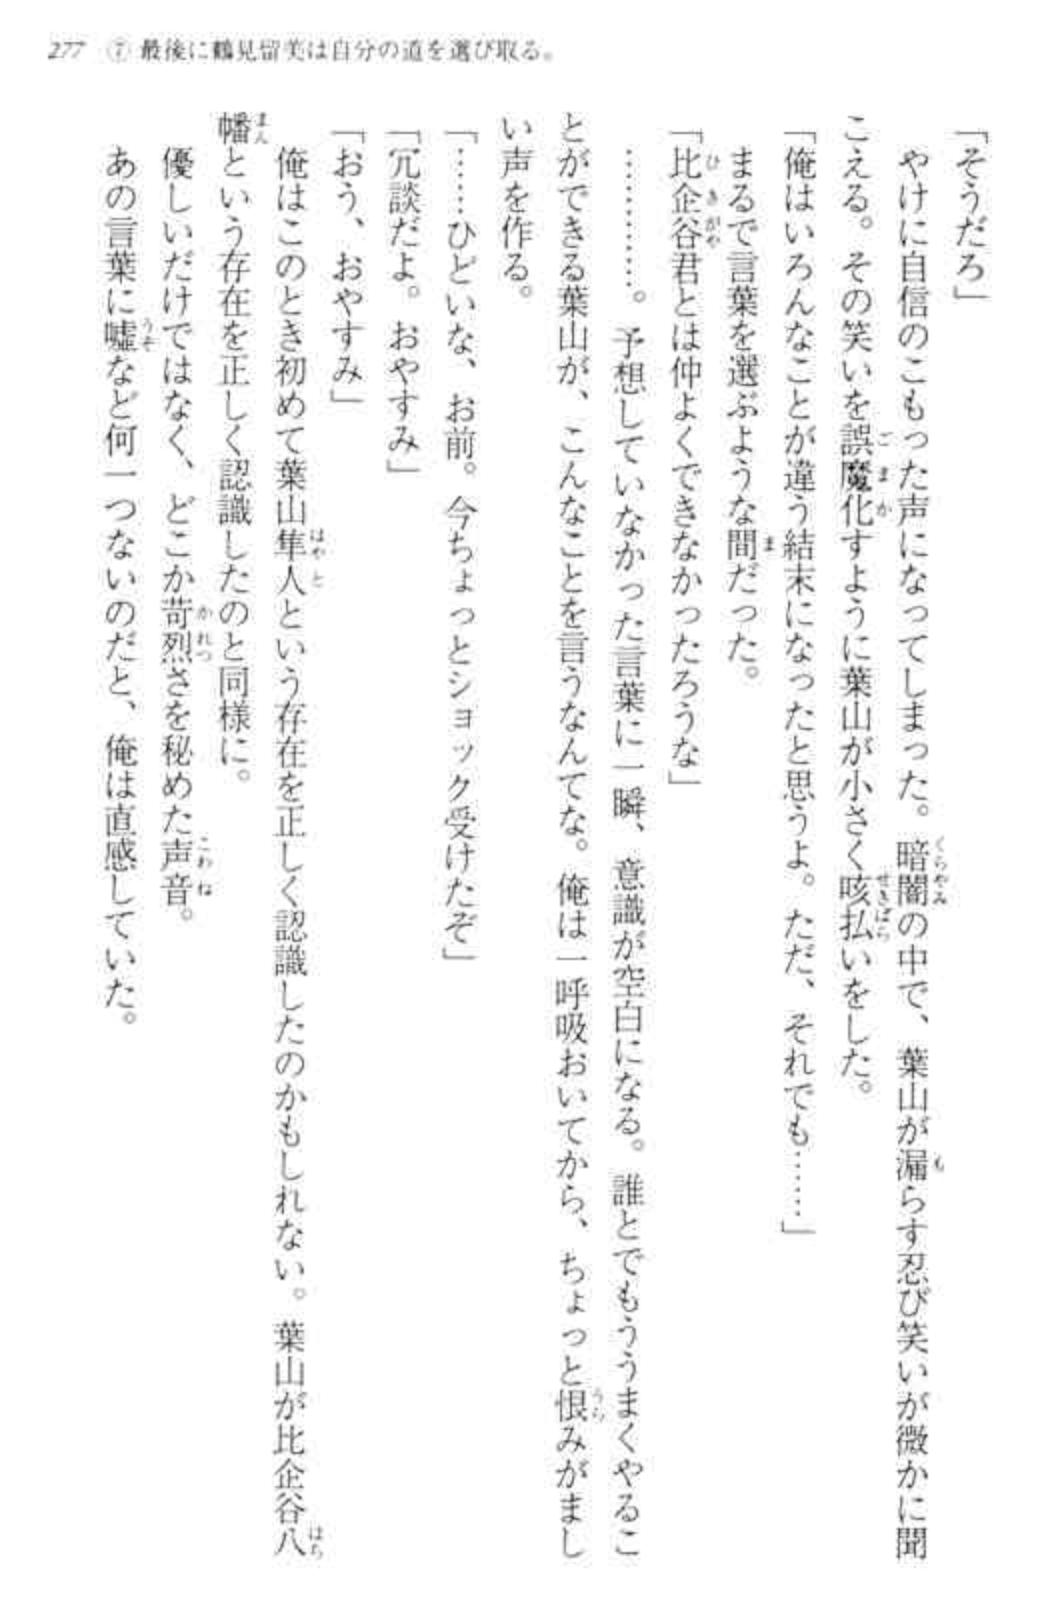 277 ⑦ 最後に鶴見留美は自分の道を選び取る。
「そうだろ」
やけに自信のこもった声になってしまった。暗闇の中で、葉山が漏らす忍び笑いが微かに聞
こえる。その笑いを誤魔化すように葉山が小さく咳払いをした。
「俺はいろんなことが違う結末になったと思うよ。ただ、それでも……」
まるで言葉を選ぶような間だった。
「比企谷君とは仲よくできなかったろうな」
…………。予想していなかった言葉に一瞬、意識が空白になる。誰とでもうまくやるこ
とができる葉山が、こんなことを言うなんてな。俺は一呼吸おいてから、ちょっと恨みがまし
い声を作る。
「……ひどいな、お前。今ちょっとショック受けたぞ」
「冗談だよ。おやすみ」
「おう、おやすみ」
俺はこのとき初めて葉山隼人という存在を正しく認識したのかもしれない。葉山が比企谷八
幡という存在を正しく認識したのと同様に。
優しいだけではなく、どこか苛烈さを秘めた声音。
あの言葉に嘘など何一つないのだと、俺は直感していた。